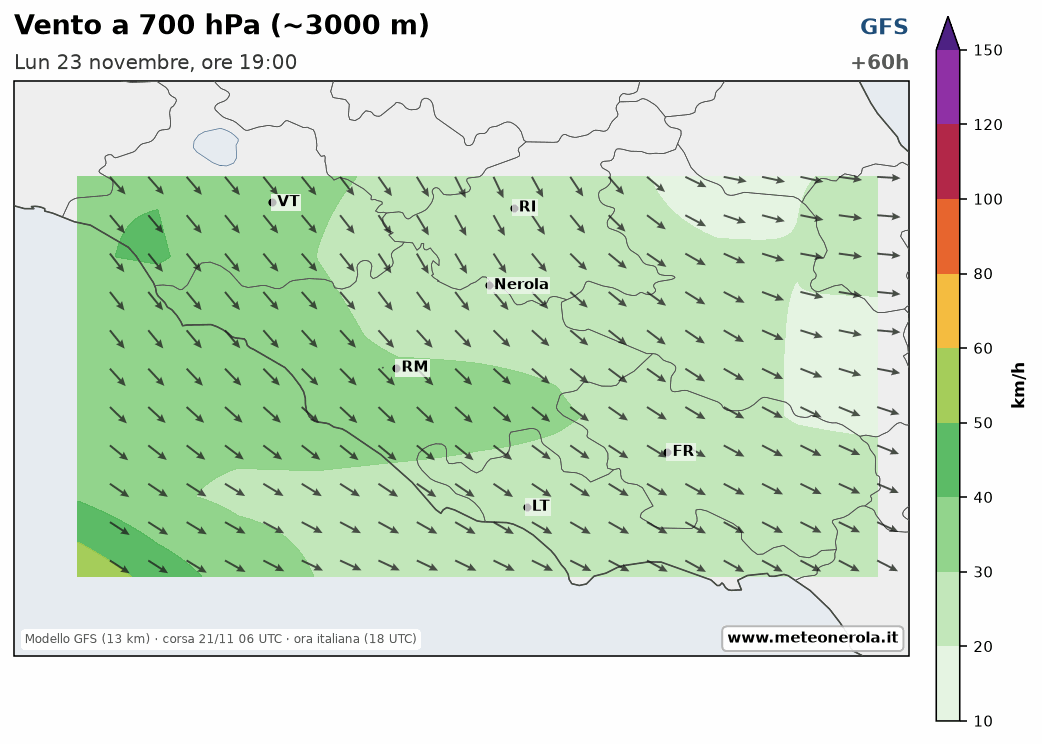 Vento a 700 hPa (~3000 m)
GFS
Lun 23 novembre, ore 19:00
+60h
VT
RI
Nerola
RM
FR
LT
150
120
100
80
60
50
40
30
20
10
km/h
Modello GFS (13 km) · corsa 21/11 06 UTC · ora italiana (18 UTC)
www.meteonerola.it